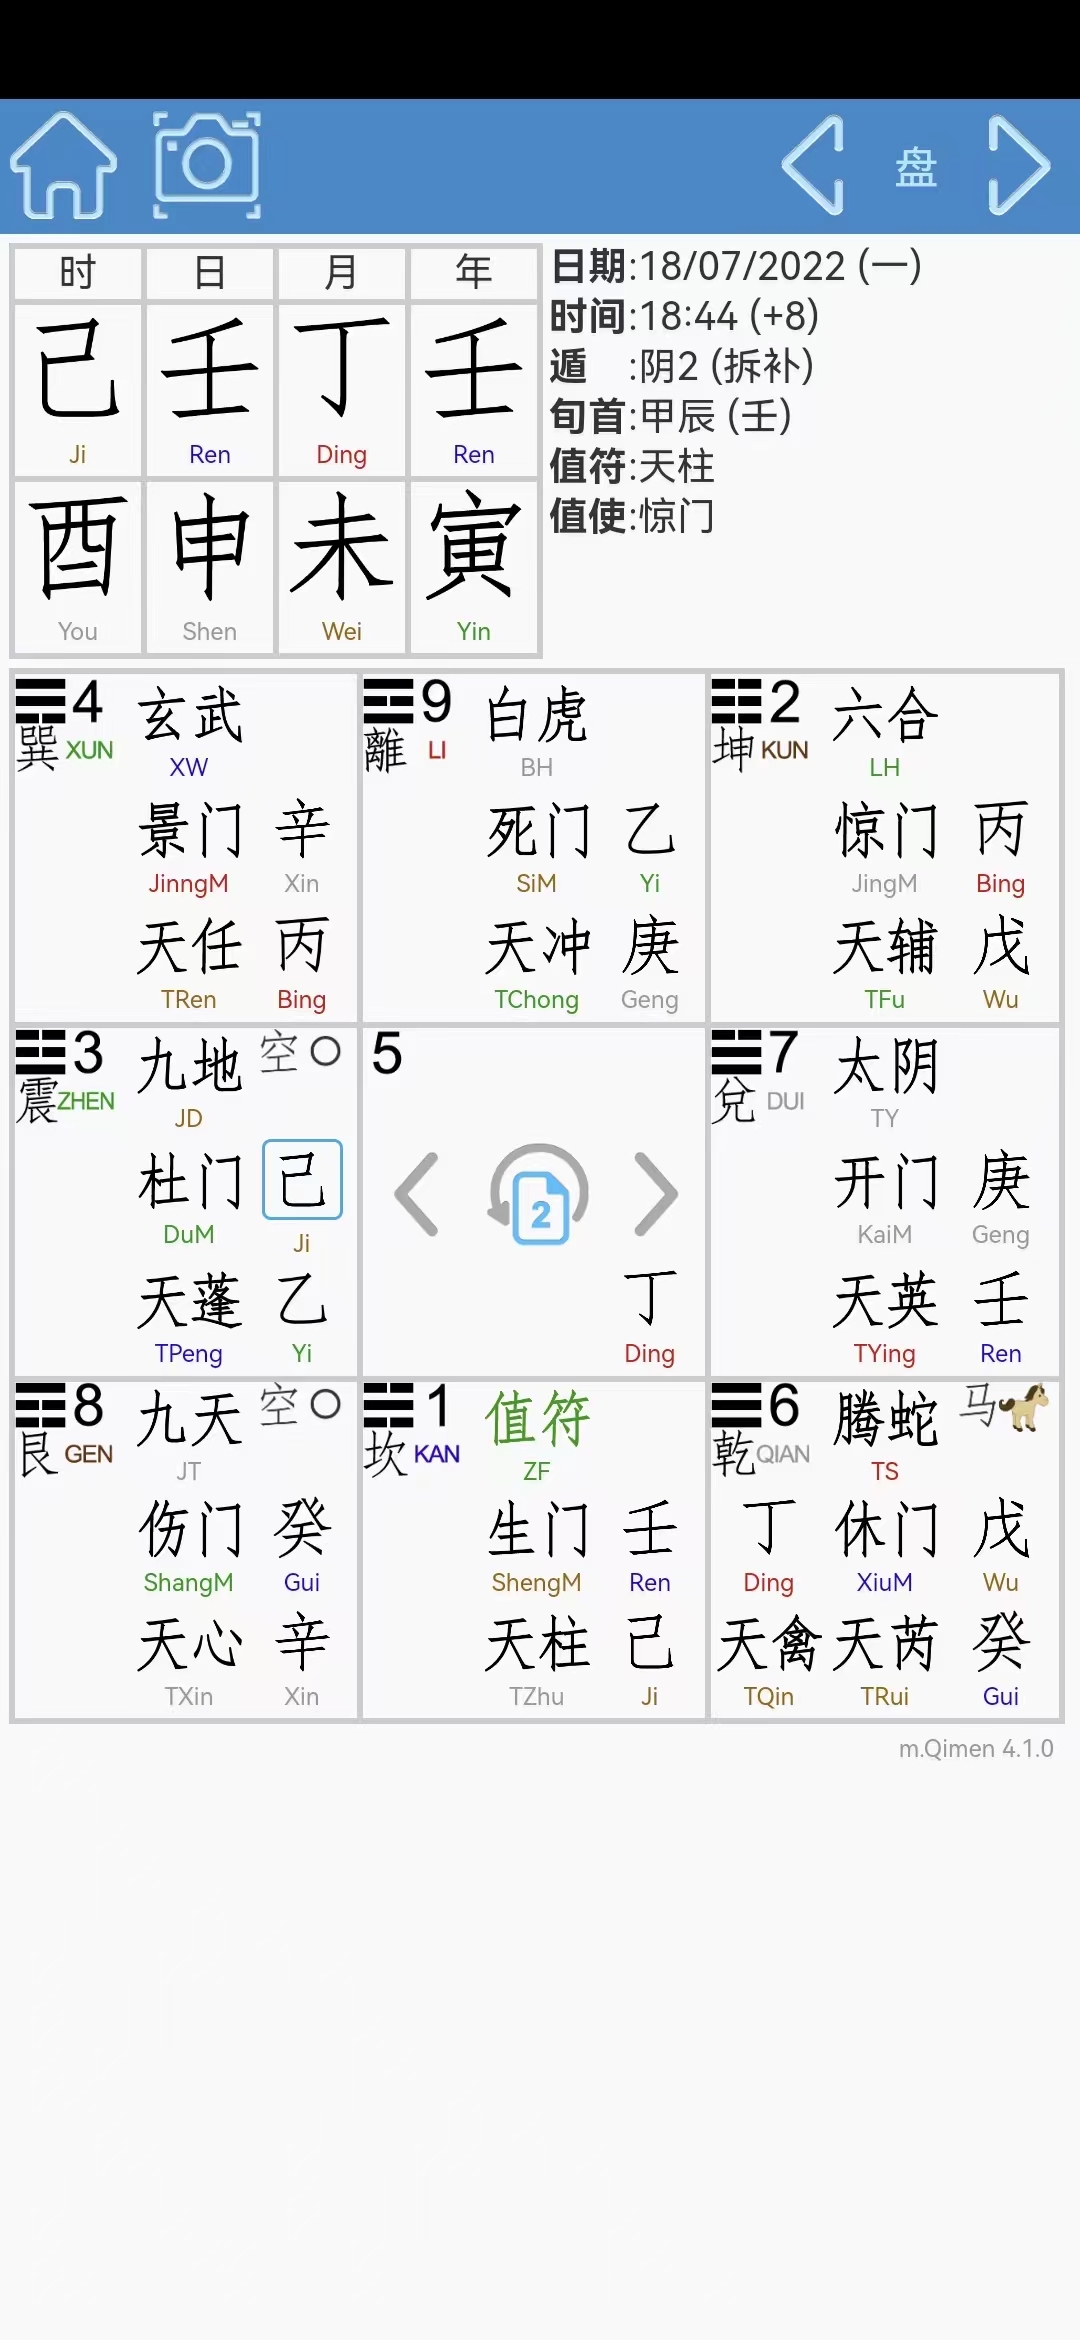 盘
时 日 月 年
己 壬 丁 壬
Ji Ren Ding Ren
酉 申 未 寅
You Shen Wei Yin
日期:18/07/2022 (一)
时间:18:44 (+8)
遁 :阴2 (拆补)
旬首:甲辰 (壬)
值符:天柱
值使:惊门
4 玄武
巽 XUN XW
景门 辛
JinngM Xin
天任 丙
TRen Bing
9 白虎
離 LI BH
死门 乙
SiM Yi
天冲 庚
TChong Geng
2 六合
坤 KUN LH
惊门 丙
JingM Bing
天辅 戊
TFu Wu
3 九地 空
震 ZHEN JD
杜门 己
DuM Ji
天蓬 乙
TPeng Yi
5
2
丁
Ding
7 太阴
兌 DUI TY
开门 庚
KaiM Geng
天英 壬
TYing Ren
8 九天 空
艮 GEN JT
伤门 癸
ShangM Gui
天心 辛
TXin Xin
1 值符
坎 KAN ZF
生门 壬
ShengM Ren
天柱 己
TZhu Ji
6 腾蛇 马
乾 QIAN TS
丁 休门 戊
Ding XiuM Wu
天禽 天芮 癸
TQin TRui Gui
m.Qimen 4.1.0